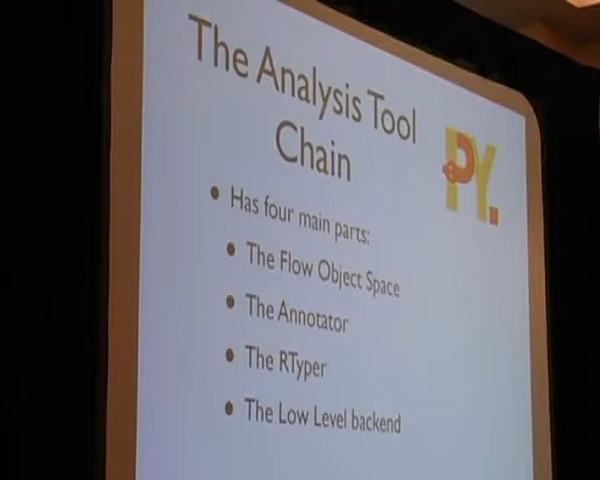 The Analysis Tool
Chain
PY.
• Has four main parts:
• The Flow Object Space
• The Annotator
• The RTyper
• The Low Level backend